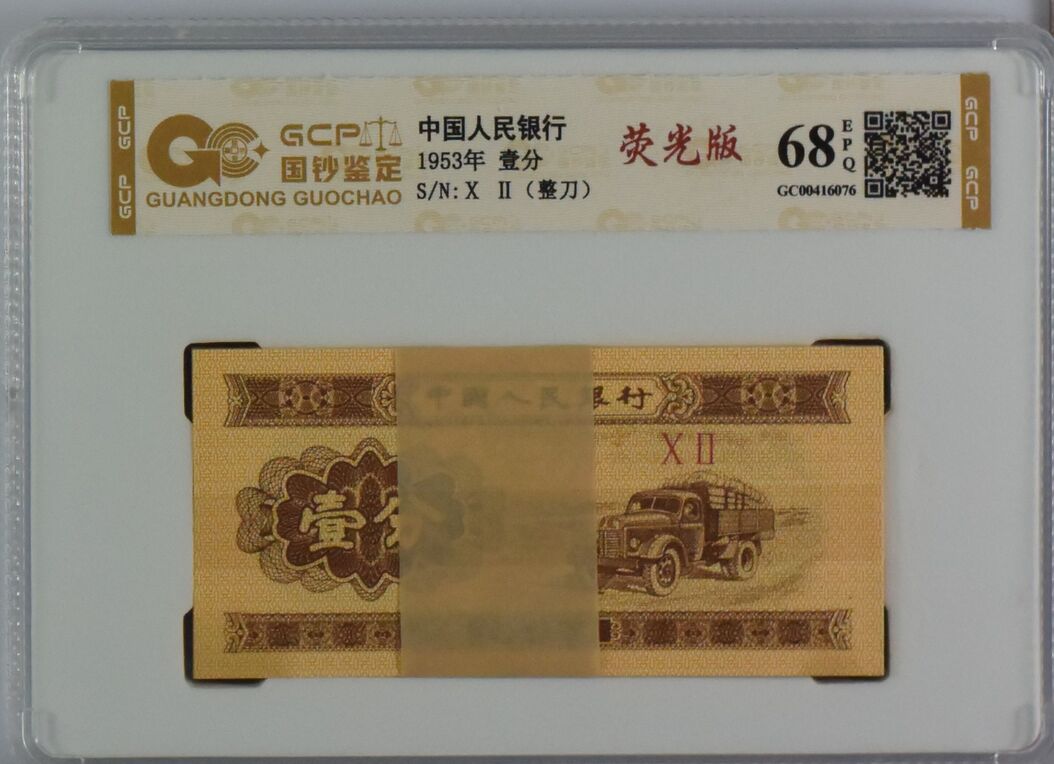 GCP
GCP
GCP
国钞鉴定
GUANGDONG GUOCHAO
中国人民银行
1953年 壹分
S/N: X II (整刀)
荧光版
68
EPQ
GC00416076
GCP
GCP
中國人民银行
X II
壹分